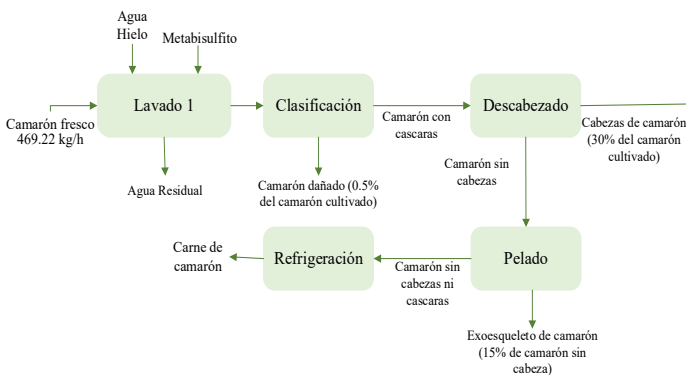 Agua
Hielo
Metabisulfito
Lavado 1
Clasificación
Descabezado
Camarón fresco
469.22 kg/h
Camarón con
cascaras
Cabezas de camarón
(30% del camarón
cultivado)
Agua Residual
Camarón dañado (0.5%
del camarón cultivado)
Camarón sin
cabezas
Carne de
camarón
Refrigeración
Camarón sin
cabezas ni
cascaras
Pelado
Exoesqueleto de camarón
(15% de camarón sin
cabeza)